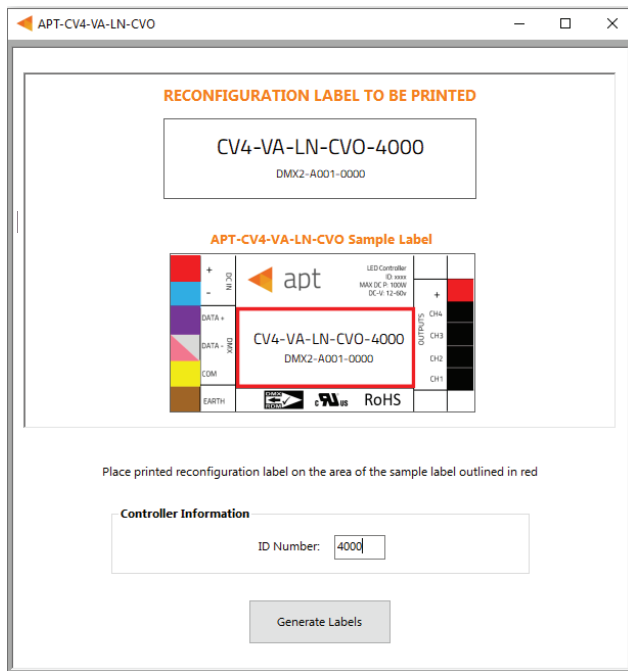 APT-CV4-VA-LN-CVO
RECONFIGURATION LABEL TO BE PRINTED
CV4-VA-LN-CVO-4000
DMX2-A001-0000
APT-CV4-VA-LN-CVO Sample Label
+
-
DC IN
apt
LED Controller
ID: xxxx
MAX DC P: 100W
DC-V: 12-60v
DATA +
DATA -
COM
DMX
EARTH
CV4-VA-LN-CVO-4000
DMX2-A001-0000
OUTPUTS
+
CH4
CH3
CH2
CH1
DMX
RDM
c RU us
RoHS
Place printed reconfiguration label on the area of the sample label outlined in red
Controller Information
ID Number: 4000
Generate Labels